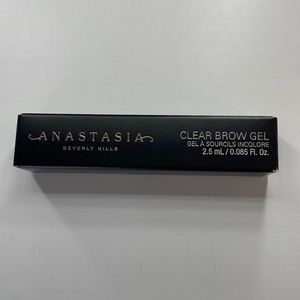 ANASTASIA
BEVERLY HILLS
CLEAR BROW GEL
GEL À SOURCILS INCOLORE
2.5 mL / 0.085 Fl. Oz.